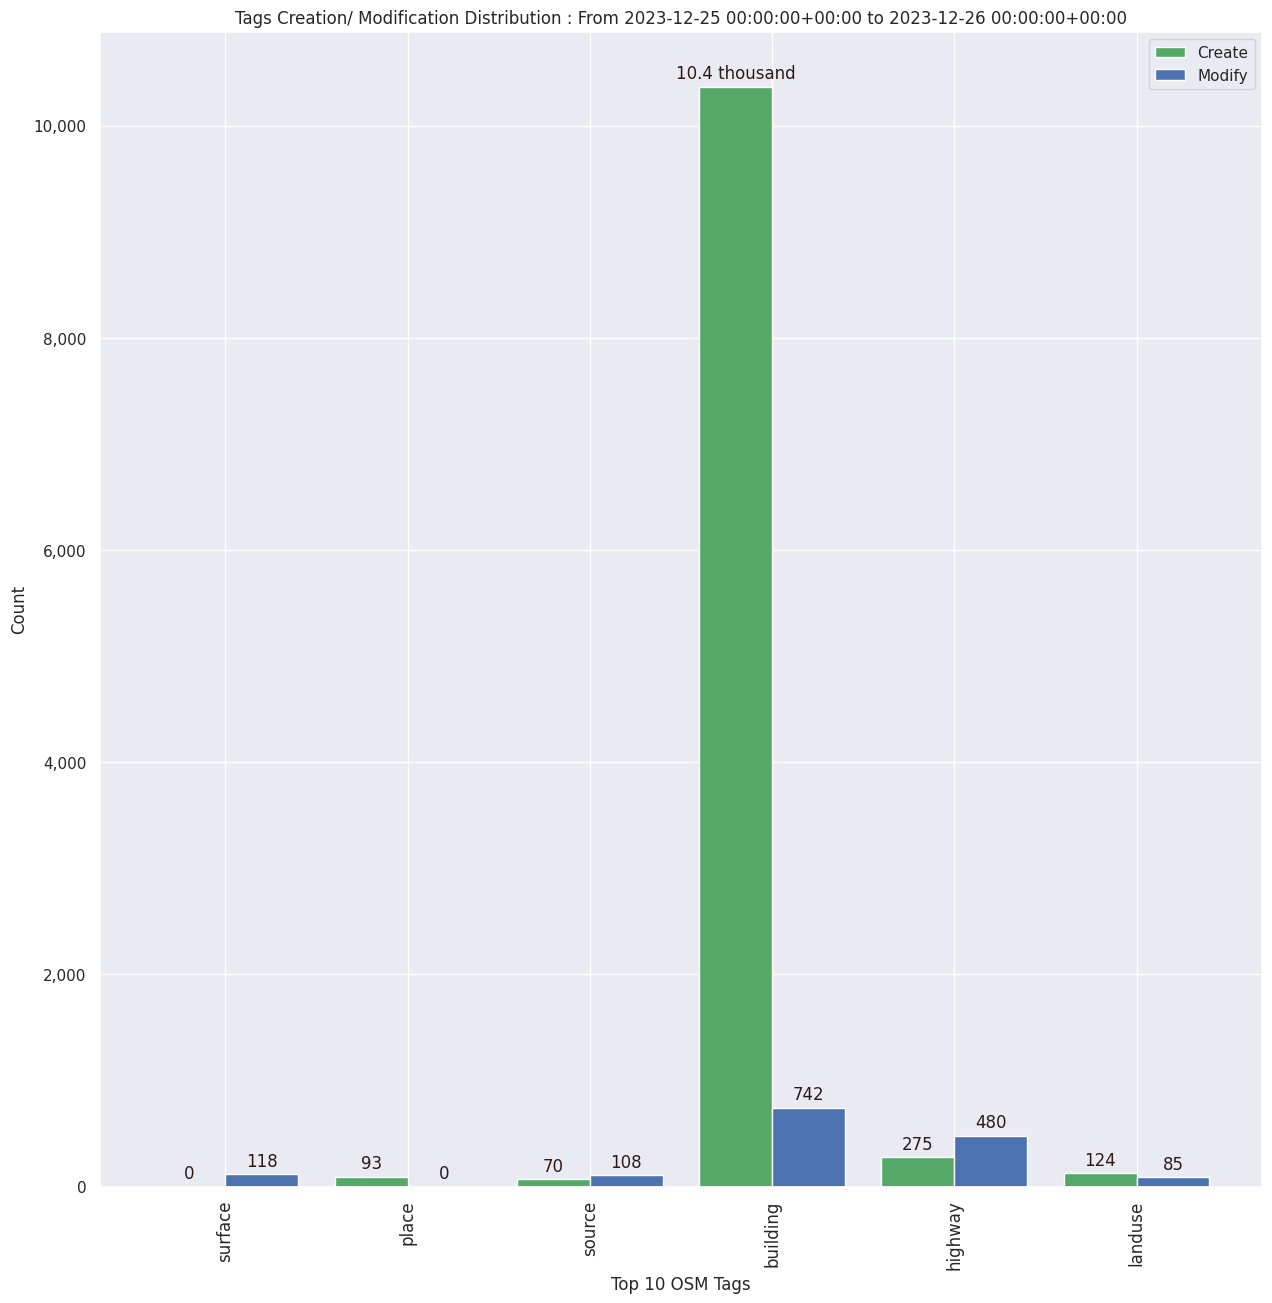 Tags Creation/ Modification Distribution : From 2023-12-25 00:00:00+00:00 to 2023-12-26 00:00:00+00:00
Create
Modify
10.4 thousand
10,000
8,000
6,000
4,000
2,000
0
Count
0
118
93
0
70
108
742
275
480
124
85
surface
place
source
building
highway
landuse
Top 10 OSM Tags